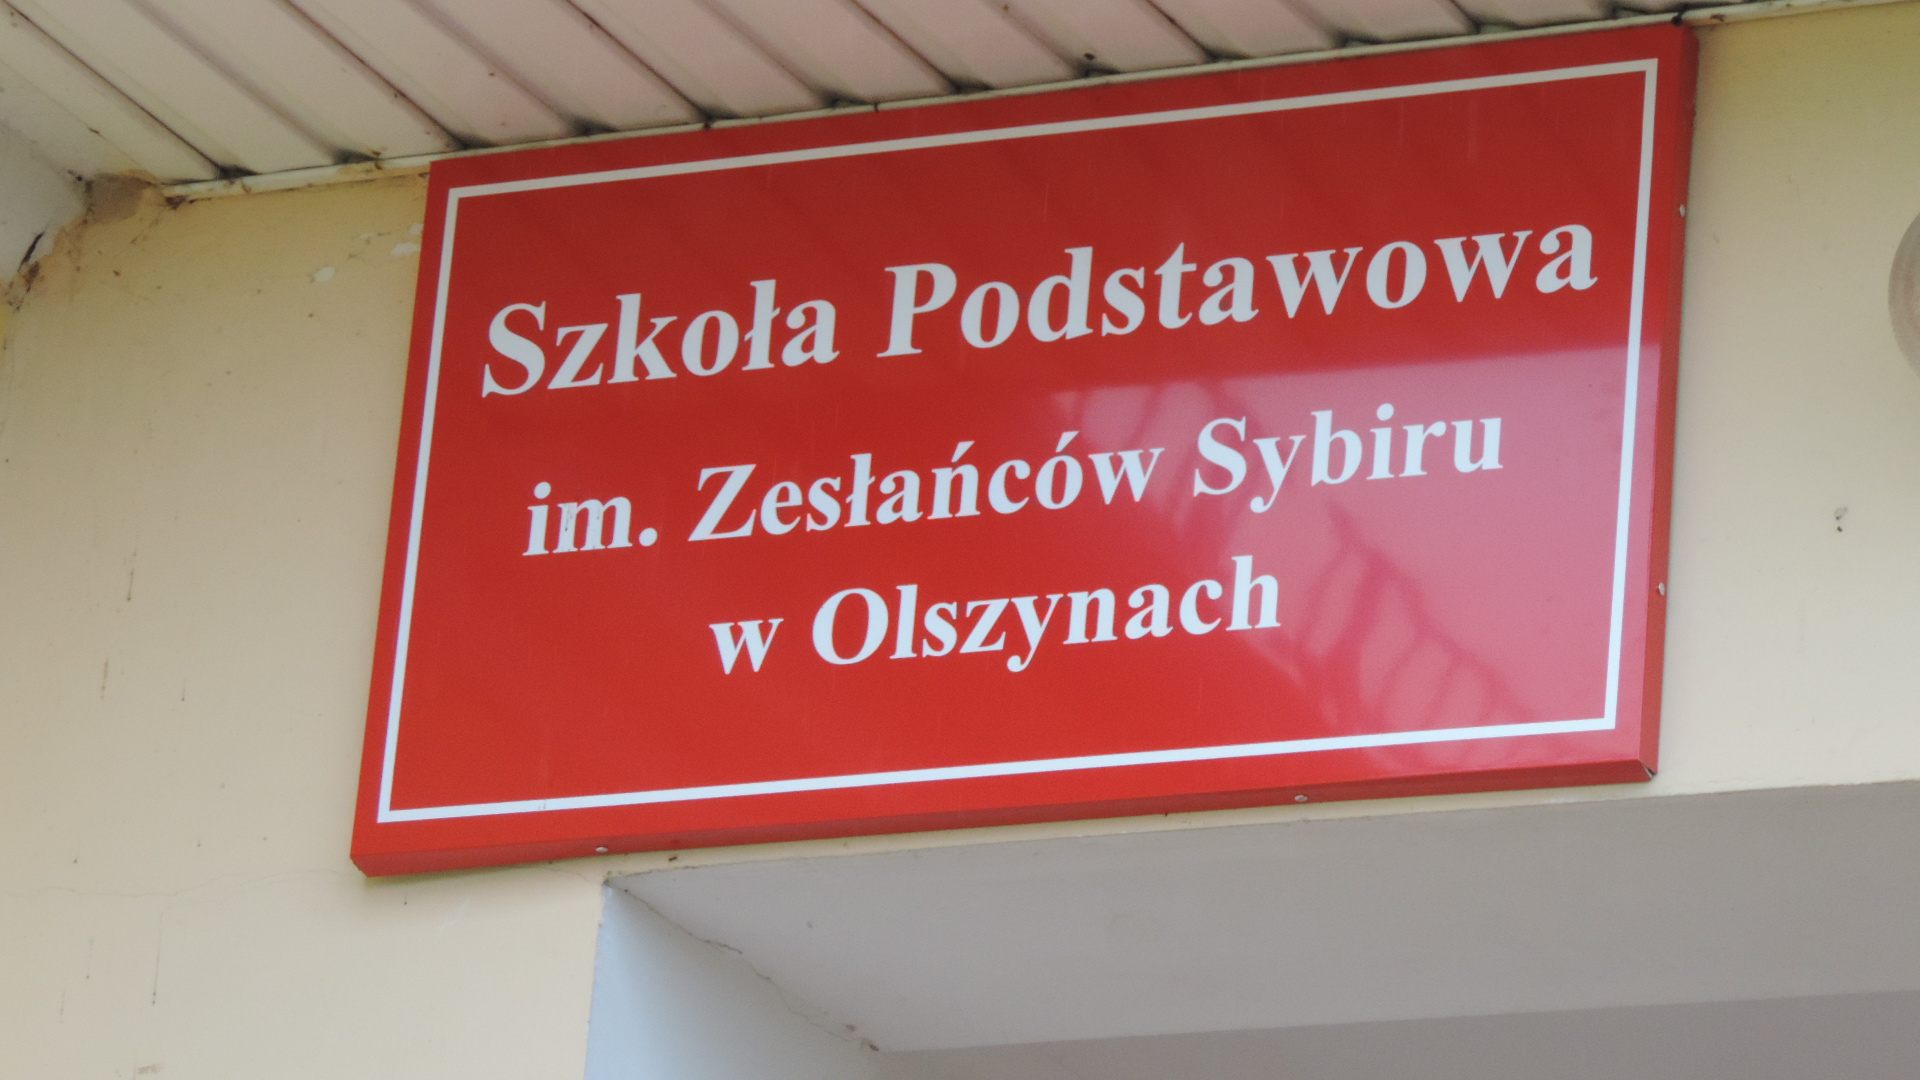 Szkoła Podstawowa
im. Zesłańców Sybiru
w Olszynach